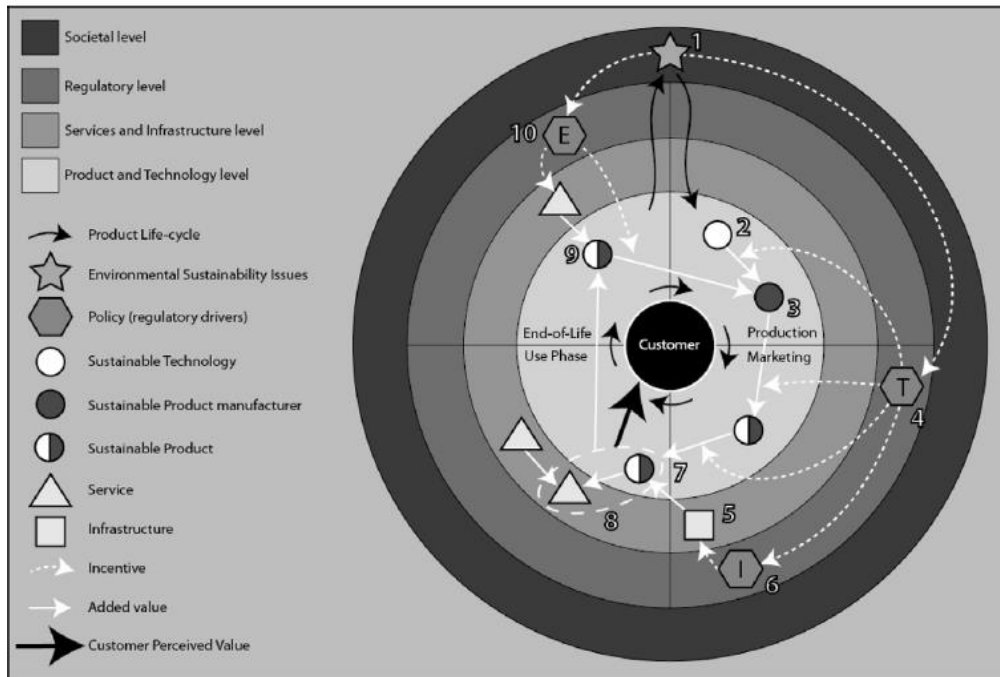 Societal level
Regulatory level
Services and Infrastructure level
Product and Technology level
Product Life-cycle
Environmental Sustainability Issues
Policy (regulatory drivers)
Sustainable Technology
Sustainable Product manufacturer
Sustainable Product
Service
Infrastructure
Incentive
Added value
Customer Perceived Value
1
10
E
2
9
3
End-of-Life
Use Phase
Customer
Production
Marketing
T
4
7
8
5
I
6